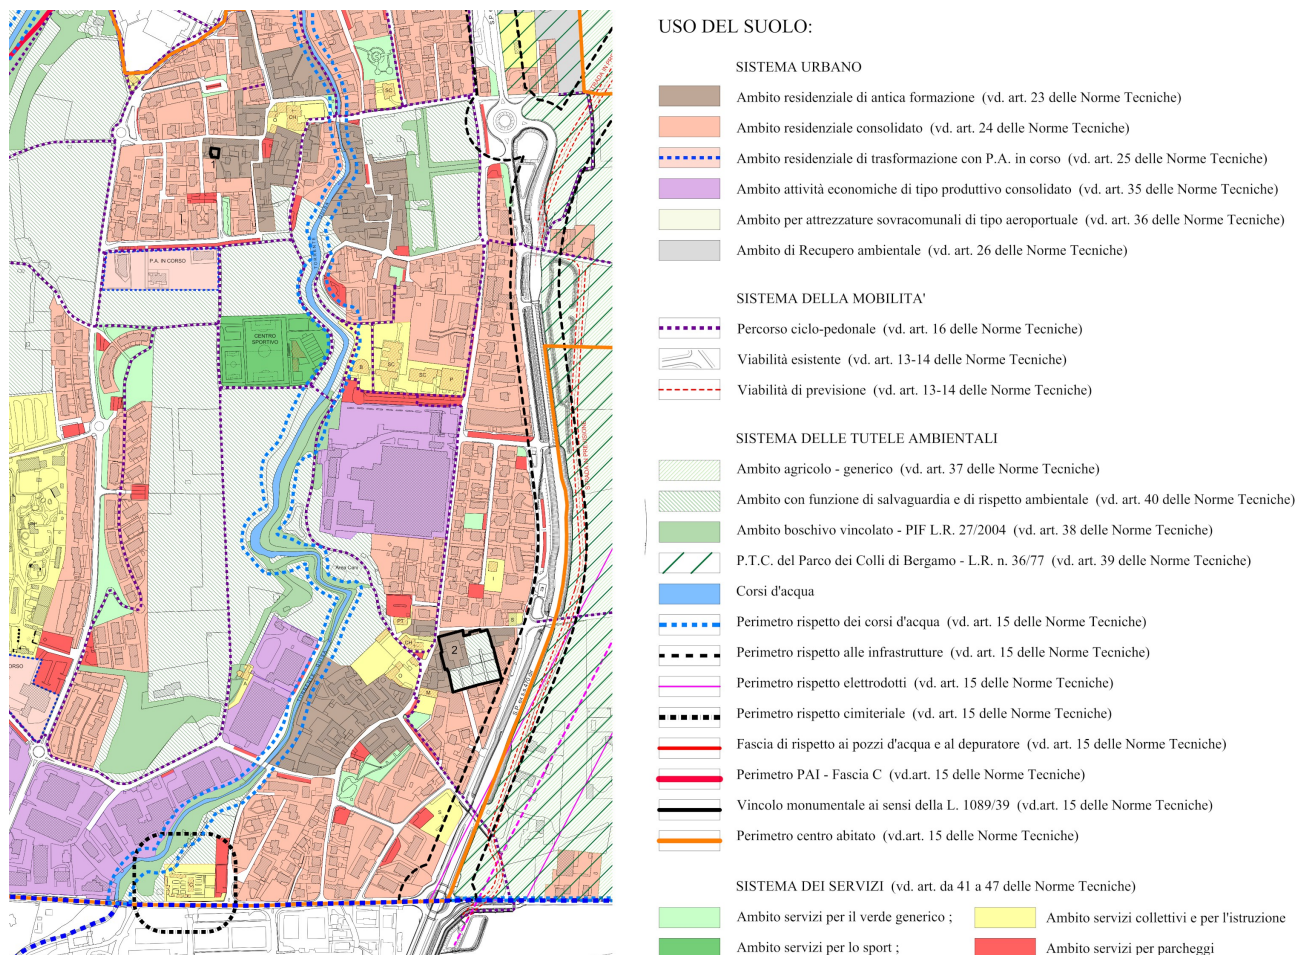 USO DEL SUOLO:
SISTEMA URBANO
Ambito residenziale di antica formazione (vd. art. 23 delle Norme Tecniche)
Ambito residenziale consolidato (vd. art. 24 delle Norme Tecniche)
Ambito residenziale di trasformazione con P.A. in corso (vd. art. 25 delle Norme Tecniche)
Ambito attività economiche di tipo produttivo consolidato (vd. art. 35 delle Norme Tecniche)
Ambito per attrezzature sovracomunali di tipo aeroportuale (vd. art. 36 delle Norme Tecniche)
Ambito di Recupero ambientale (vd. art. 26 delle Norme Tecniche)
SISTEMA DELLA MOBILITA'
Percorso ciclo-pedonale (vd. art. 16 delle Norme Tecniche)
Viabilità esistente (vd. art. 13-14 delle Norme Tecniche)
Viabilità di previsione (vd. art. 13-14 delle Norme Tecniche)
SISTEMA DELLE TUTELE AMBIENTALI
Ambito agricolo - generico (vd. art. 37 delle Norme Tecniche)
Ambito con funzione di salvaguardia e di rispetto ambientale (vd. art. 40 delle Norme Tecniche)
Ambito boschivo vincolato - PIF L.R. 27/2004 (vd. art. 38 delle Norme Tecniche)
P.T.C. del Parco dei Colli di Bergamo - L.R. n. 36/77 (vd. art. 39 delle Norme Tecniche)
Corsi d'acqua
Perimetro rispetto dei corsi d'acqua (vd. art. 15 delle Norme Tecniche)
Perimetro rispetto alle infrastrutture (vd. art. 15 delle Norme Tecniche)
Perimetro rispetto elettrodotti (vd. art. 15 delle Norme Tecniche)
Perimetro rispetto cimiteriale (vd. art. 15 delle Norme Tecniche)
Fascia di rispetto ai pozzi d'acqua e al depuratore (vd. art. 15 delle Norme Tecniche)
Perimetro PAI - Fascia C (vd.art. 15 delle Norme Tecniche)
Vincolo monumentale ai sensi della L. 1089/39 (vd.art. 15 delle Norme Tecniche)
Perimetro centro abitato (vd.art. 15 delle Norme Tecniche)
SISTEMA DEI SERVIZI (vd. art. da 41 a 47 delle Norme Tecniche)
Ambito servizi per il verde generico ;
Ambito servizi collettivi e per l'istruzione
Ambito servizi per lo sport ;
Ambito servizi per parcheggi
P.A. IN CORSO
CENTRO
SPORTIVO
SC
SC
P
Area Cani
PT
CH
M
2
1